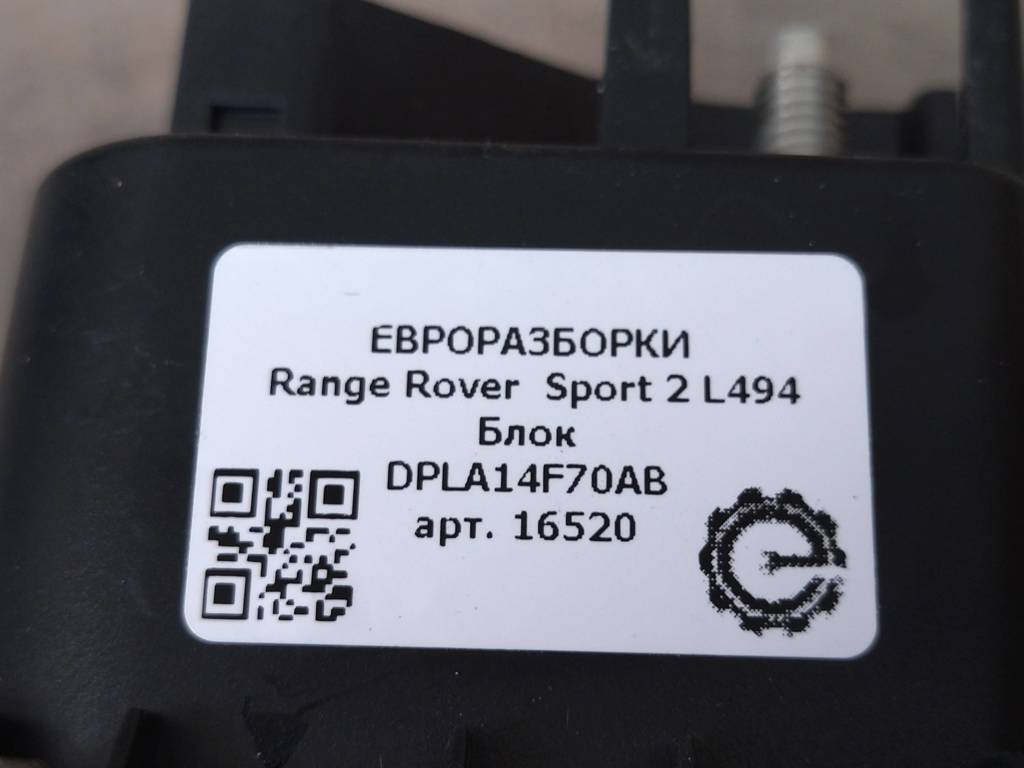 ЕВРОРАЗБОРКИ
Range Rover Sport 2 L494
Блок
DPLA14F70AB
арт. 16520